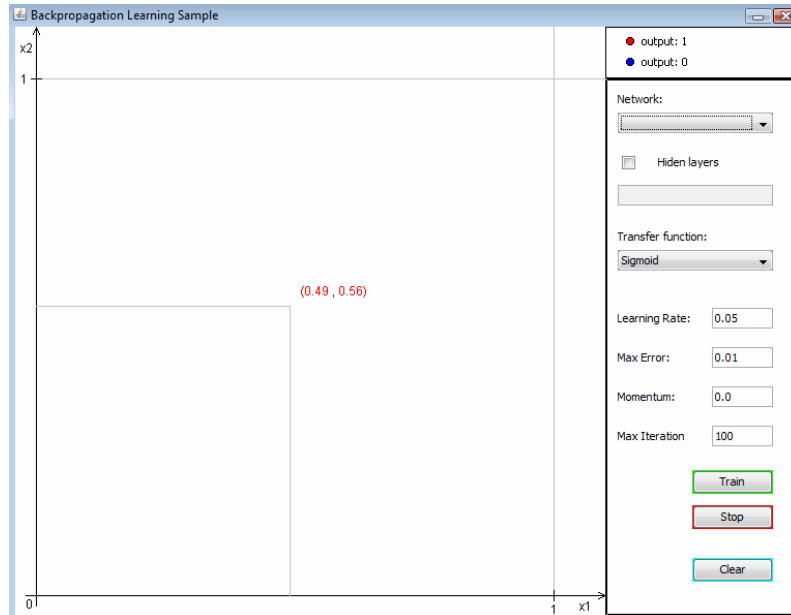 Backpropagation Learning Sample
x2
1
(0.49 , 0.56)
0
1
x1
output: 1
output: 0
Network:
Hiden layers
Transfer function:
Sigmoid
Learning Rate: 0.05
Max Error: 0.01
Momentum: 0.0
Max Iteration 100
Train
Stop
Clear